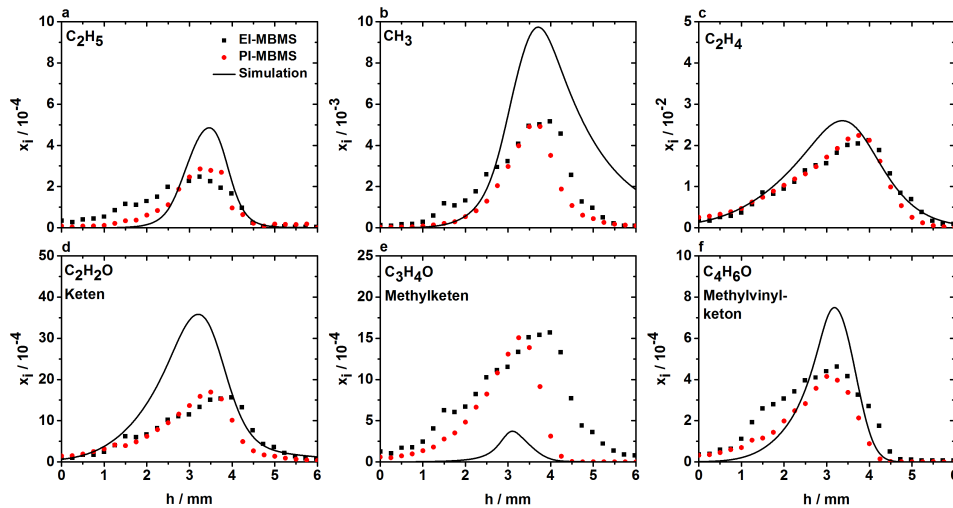 a
C₂H₅
EI-MBMS
PI-MBMS
Simulation
10
8
6
4
2
0
xᵢ / 10⁻⁴
b
CH₃
10
8
6
4
2
0
xᵢ / 10⁻³
c
C₂H₄
5
4
3
2
1
0
xᵢ / 10⁻²
d
C₂H₂O
Keten
50
40
30
20
10
0
xᵢ / 10⁻⁴
0 1 2 3 4 5 6
h / mm
e
C₃H₄O
Methylketen
25
20
15
10
5
0
xᵢ / 10⁻⁴
0 1 2 3 4 5 6
h / mm
f
C₄H₆O
Methylvinyl-
keton
10
8
6
4
2
0
xᵢ / 10⁻⁴
0 1 2 3 4 5 6
h / mm